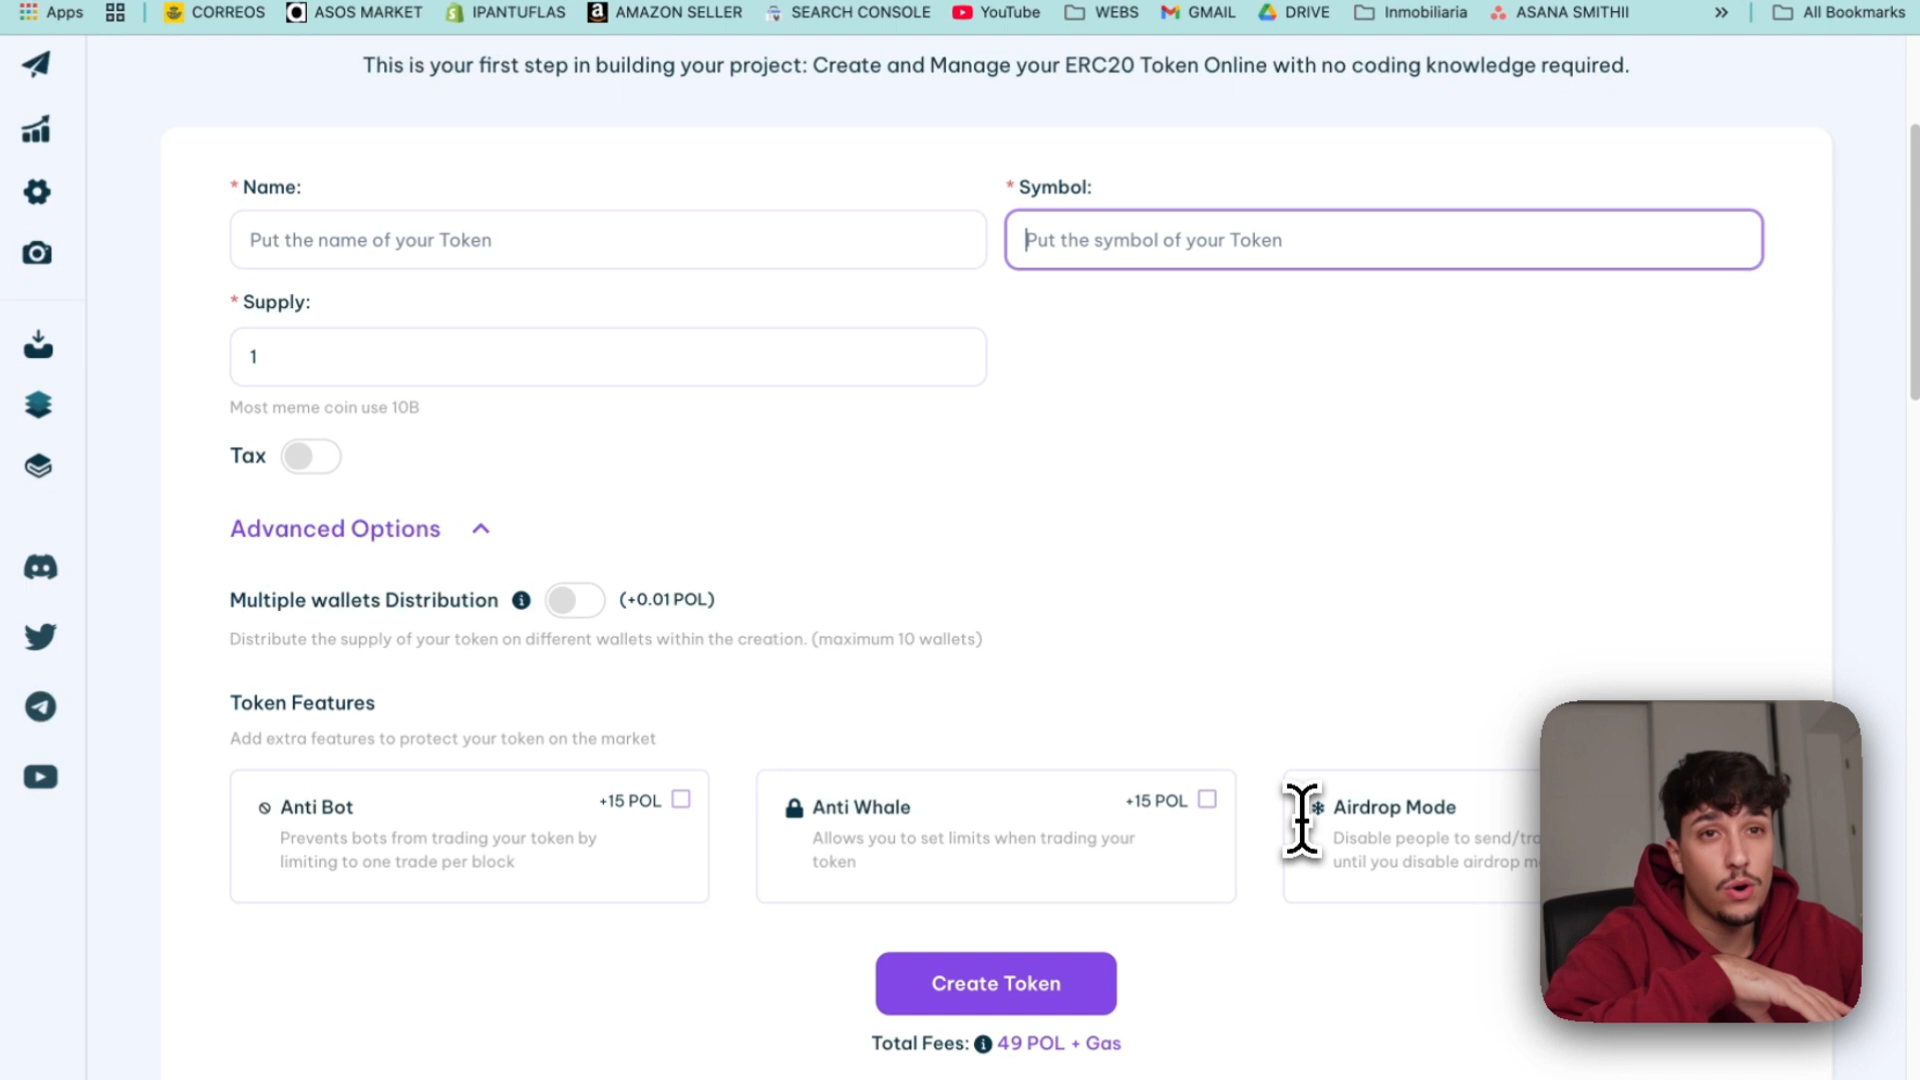 Apps CORREOS ASOS MARKET IPANTUFLAS AMAZON SELLER SEARCH CONSOLE YouTube WEBS GMAIL DRIVE Inmobiliaria ASANA SMITHII » All Bookmarks
This is your first step in building your project: Create and Manage your ERC20 Token Online with no coding knowledge required.
* Name: * Symbol:
Put the name of your Token Put the symbol of your Token
* Supply:
1
Most meme coin use 10B
Tax
Advanced Options
Multiple wallets Distribution (+0.01 POL)
Distribute the supply of your token on different wallets within the creation. (maximum 10 wallets)
Token Features
Add extra features to protect your token on the market
Anti Bot +15 POL
Prevents bots from trading your token by
limiting to one trade per block
Anti Whale +15 POL
Allows you to set limits when trading your
token
Airdrop Mode
Disable people to send/tra
until you disable airdrop m
Create Token
Total Fees: 49 POL + Gas